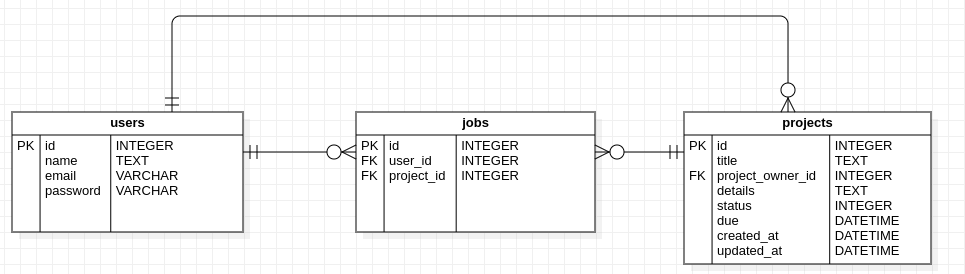 users
PK id INTEGER
name TEXT
email VARCHAR
password VARCHAR
jobs
PK id INTEGER
FK user_id INTEGER
FK project_id INTEGER
projects
PK id INTEGER
title TEXT
FK project_owner_id INTEGER
details TEXT
status INTEGER
due DATETIME
created_at DATETIME
updated_at DATETIME